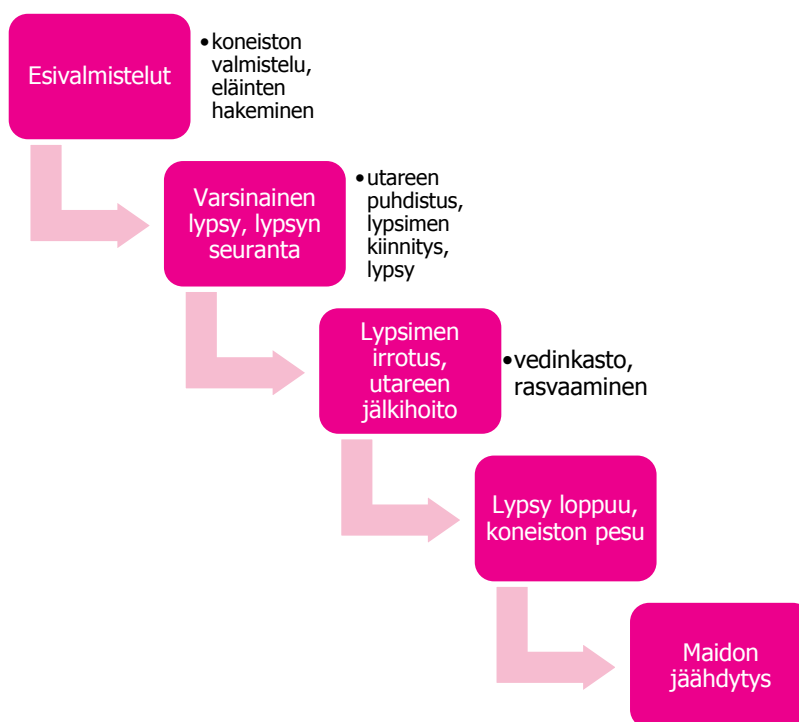 Esivalmistelut
•koneiston
valmistelu,
eläinten
hakeminen
Varsinainen
lypsy, lypsyn
seuranta
•utareen
puhdistus,
lypsimen
kiinnitys,
lypsy
Lypsimen
irrotus,
utareen
jälkihoito
•vedinkasto,
rasvaaminen
Lypsy loppuu,
koneiston pesu
Maidon
jäähdytys